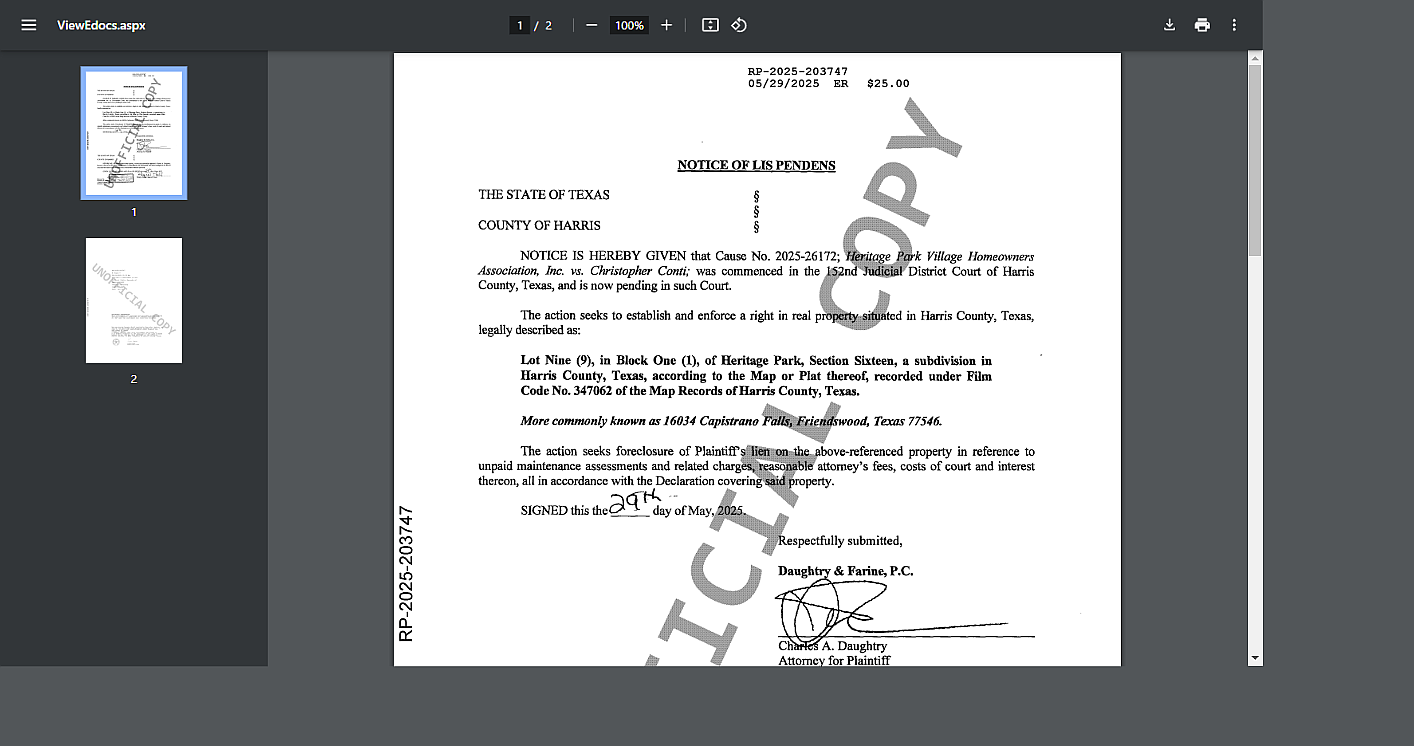 ViewEdocs.aspx
1 / 2
100%
1
2
RP-2025-203747
05/29/2025 ER $25.00
NOTICE OF LIS PENDENS
THE STATE OF TEXAS §
§
COUNTY OF HARRIS §
NOTICE IS HEREBY GIVEN that Cause No. 2025-26172; Heritage Park Village Homeowners
Association, Inc. vs. Christopher Conti; was commenced in the 152nd Judicial District Court of Harris
County, Texas, and is now pending in such Court.
The action seeks to establish and enforce a right in real property situated in Harris County, Texas,
legally described as:
Lot Nine (9), in Block One (1), of Heritage Park, Section Sixteen, a subdivision in
Harris County, Texas, according to the Map or Plat thereof, recorded under Film
Code No. 347062 of the Map Records of Harris County, Texas.
More commonly known as 16034 Capistrano Falls, Friendswood, Texas 77546.
The action seeks foreclosure of Plaintiff's lien on the above-referenced property in reference to
unpaid maintenance assessments and related charges, reasonable attorney's fees, costs of court and interest
thereon, all in accordance with the Declaration covering said property.
SIGNED this the 29th day of May, 2025.
Respectfully submitted,
Daughtry & Farine, P.C.
Charles A. Daughtry
Attorney for Plaintiff
RP-2025-203747
ICIAL COPY
UNOFFICIAL COPY
UNOFFICIAL COPY